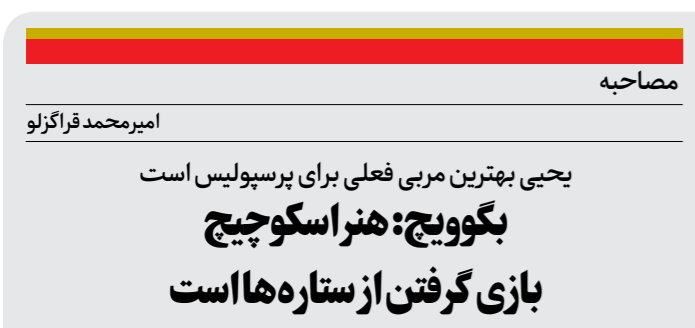 مصاحبه
امیرمحمد قراگزلو
یحیی بهترین مربی فعلی برای پرسپولیس است
بگوویچ: هنر اسکوچیچ
بازی گرفتن از ستاره‌ها است